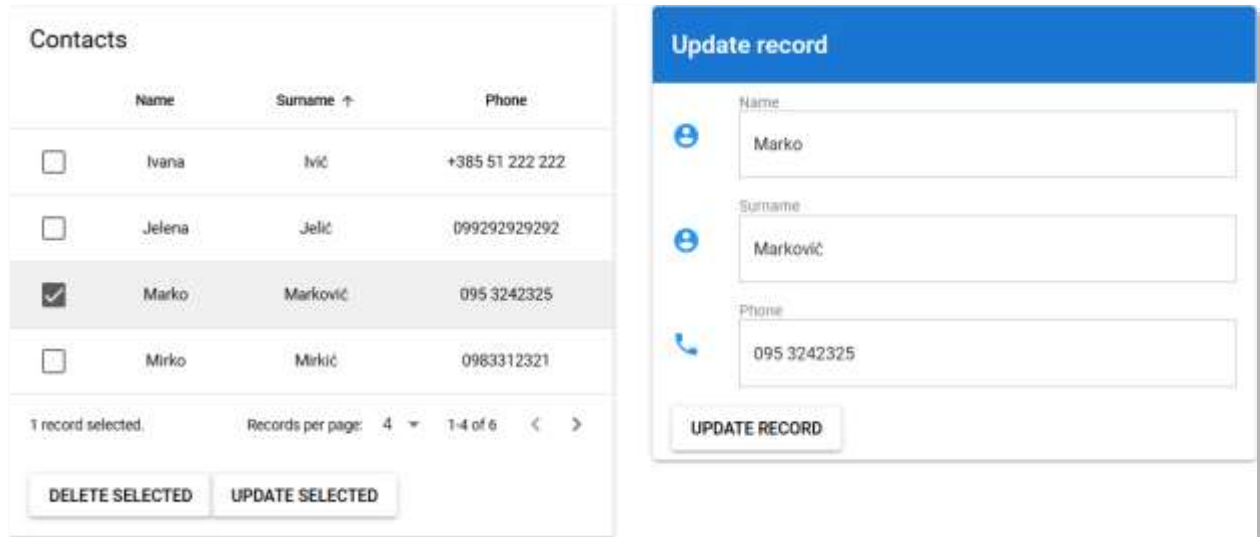 Contacts
Name Surname ↑ Phone
Ivana Ivić +385 51 222 222
Jelena Jelić 099292929292
Marko Marković 095 3242325
Mirko Mirkić 0983312321
1 record selected. Records per page: 4 1-4 of 6
DELETE SELECTED UPDATE SELECTED
Update record
Name
Marko
Surname
Marković
Phone
095 3242325
UPDATE RECORD